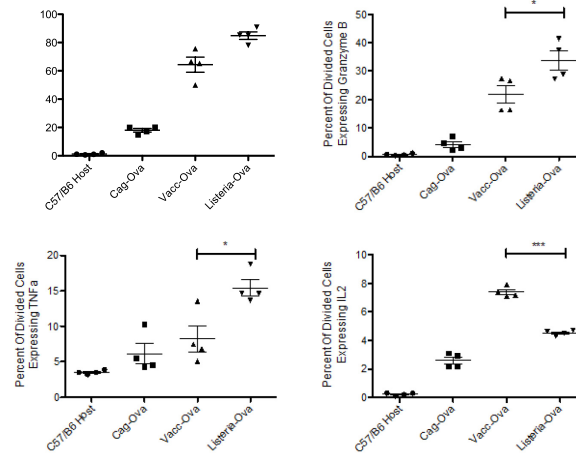 100
80
60
40
20
0
C57/B6 Host
Cag-Ova
Vacc-Ova
Listeria-Ova
Percent Of Divided Cells
Expressing Granzyme B
50
40
30
20
10
0
*
C57/B6 Host
Cag-Ova
Vacc-Ova
Listeria-Ova
Percent Of Divided Cells
Expressing TNFa
20
15
10
5
0
*
C57/B6 Host
Cag-Ova
Vacc-Ova
Listeria-Ova
Percent Of Divided Cells
Expressing IL2
10
8
6
4
2
0
***
C57/B6 Host
Cag-Ova
Vacc-Ova
Listeria-Ova